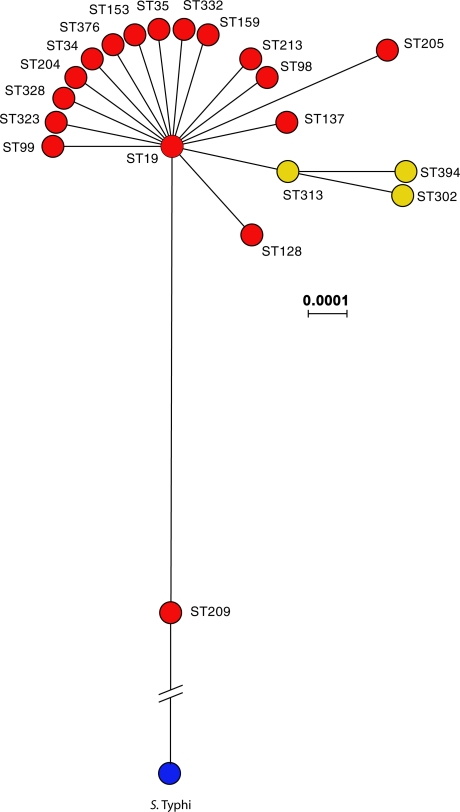 ST35
ST332
ST153
ST159
ST376
ST34
ST213
ST205
ST204
ST98
ST328
ST323
ST137
ST99
ST19
ST394
ST313
ST302
ST128
0.0001
ST209
S. Typhi